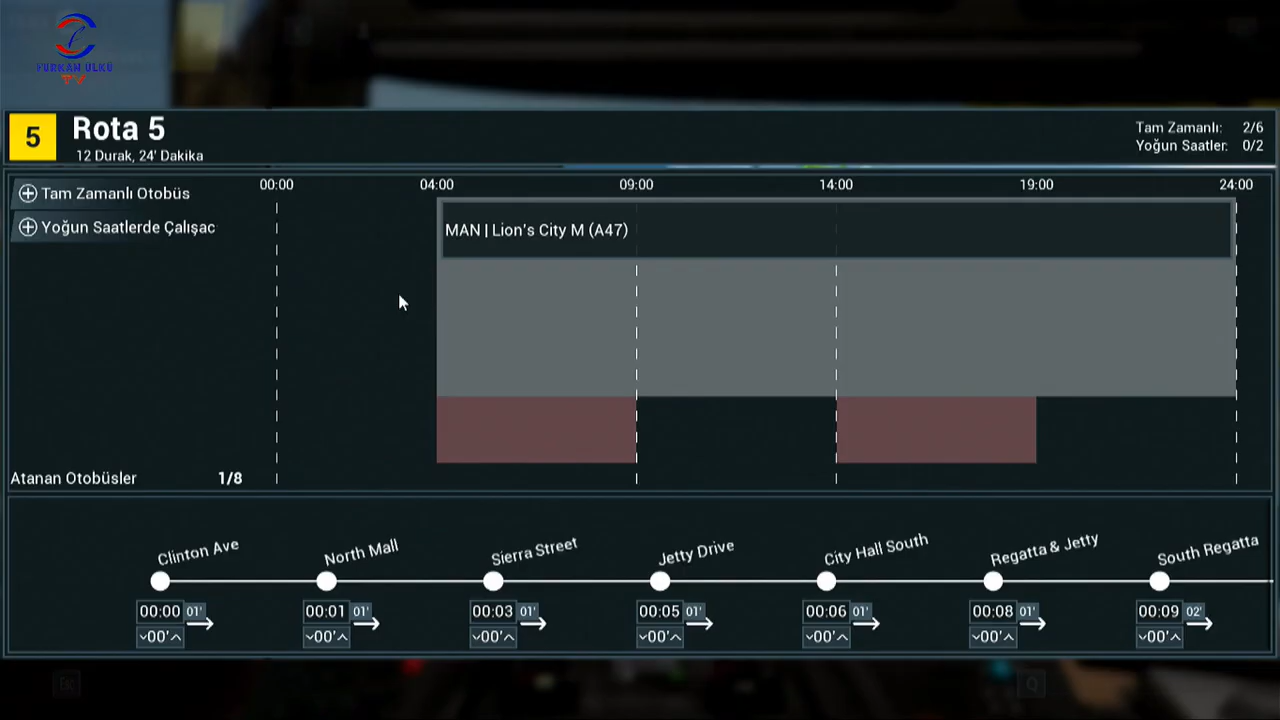 FURKAN ÜLKÜ
TV
5
Rota 5
12 Durak, 24' Dakika
Tam Zamanlı: 2/6
Yoğun Saatler: 0/2
00:00 04:00 09:00 14:00 19:00 24:00
Tam Zamanlı Otobüs
Yoğun Saatlerde Çalışac
MAN | Lion's City M (A47)
Atanan Otobüsler 1/8
Clinton Ave North Mall Sierra Street Jetty Drive City Hall South Regatta & Jetty South Regatta
00:00 01' 00:01 01' 00:03 01' 00:05 01' 00:06 01' 00:08 01' 00:09 02'
00' 00' 00' 00' 00' 00' 00'
Q